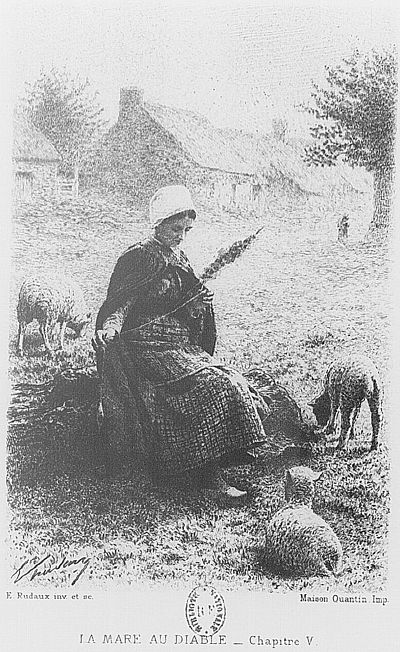 E. Rudaux inv. et sc.
Maison Quantin Imp.
LA MARE AU DIABLE _ Chapitre V.